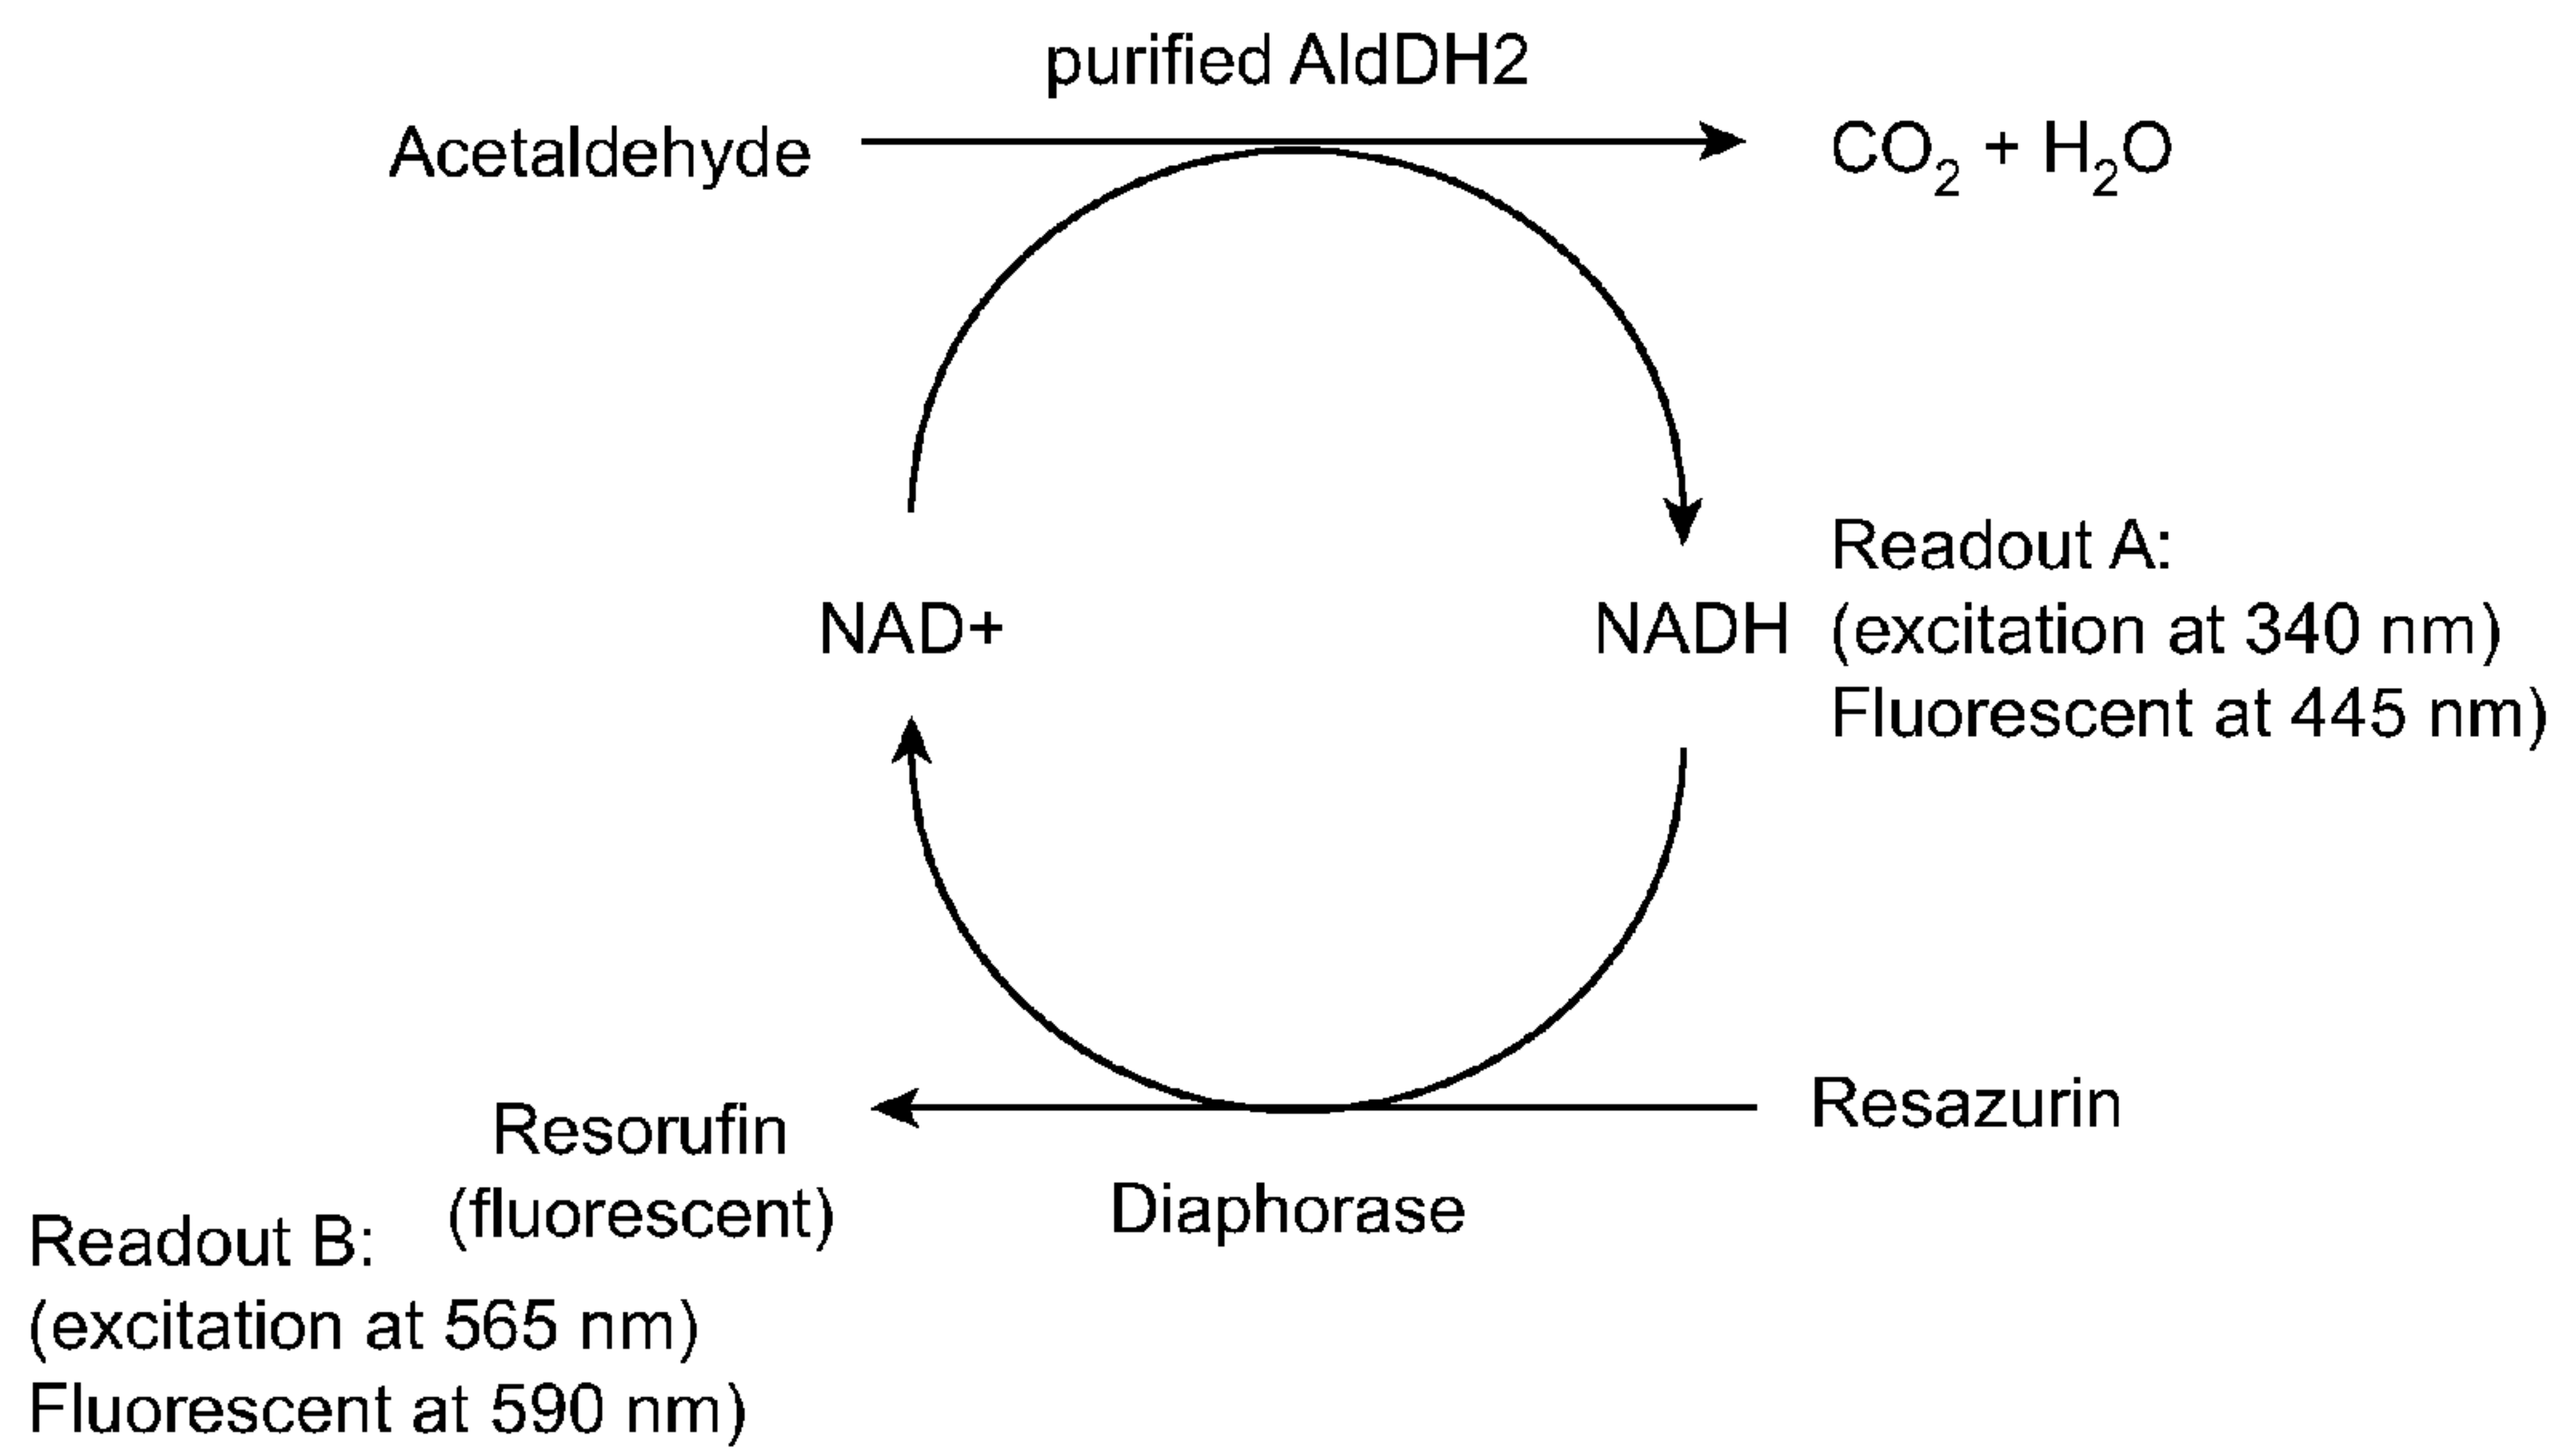 purified AldDH2
Acetaldehyde
CO2 + H2O
Readout A:
NAD+
NADH
(excitation at 340 nm)
Fluorescent at 445 nm)
Resorufin
Resazurin
(fluorescent)
Diaphorase
Readout B:
(excitation at 565 nm)
Fluorescent at 590 nm)